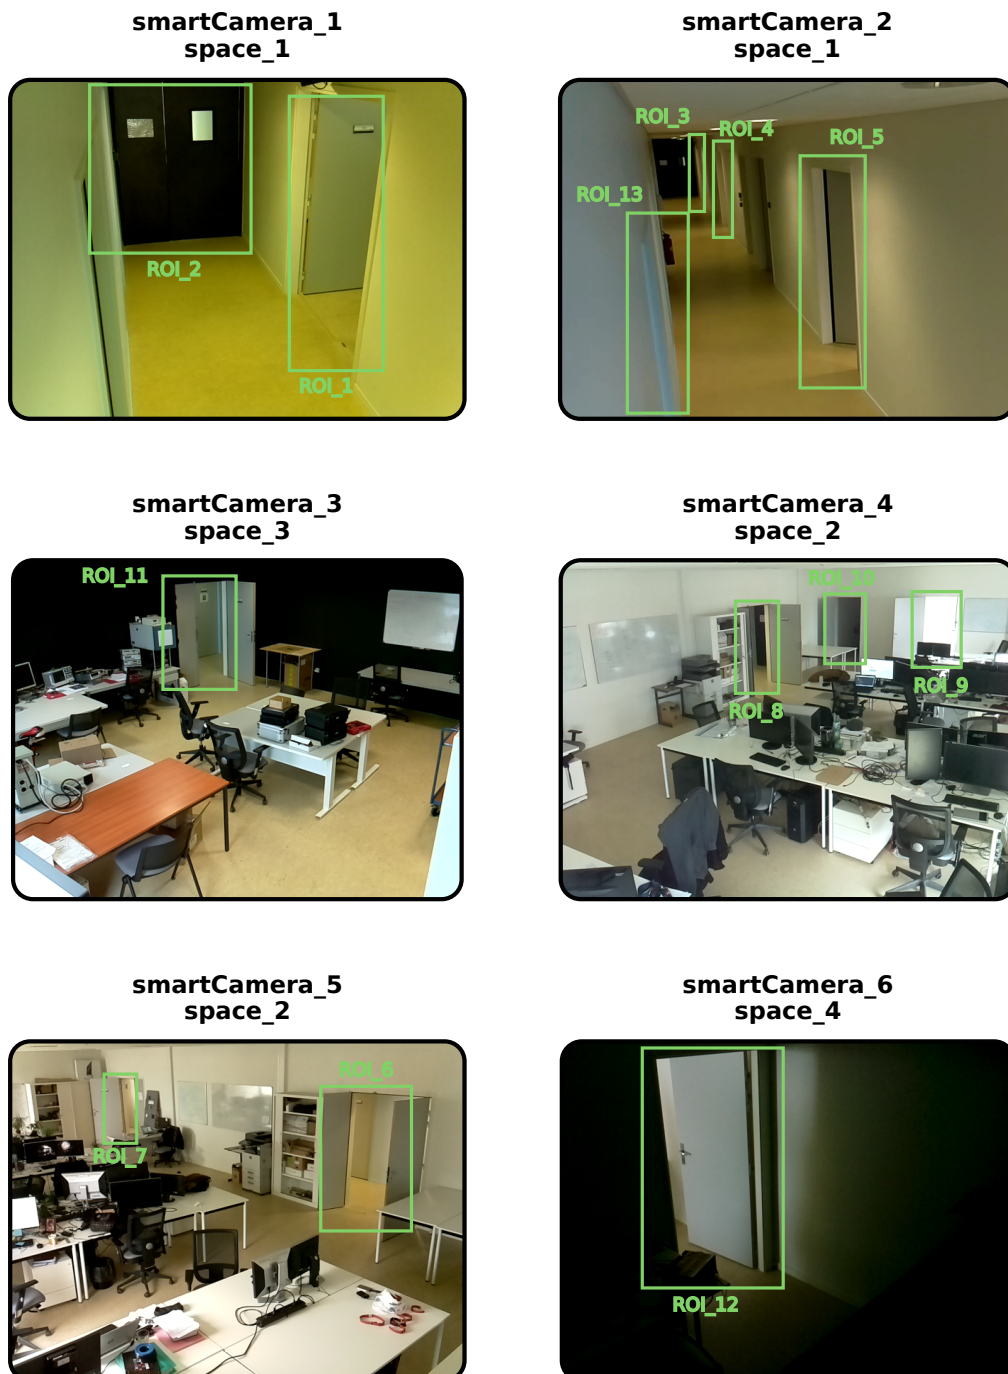 smartCamera_1
space_1
smartCamera_2
space_1
ROI_2
ROI_1
ROI_3
ROI_4
ROI_5
ROI_13
smartCamera_3
space_3
smartCamera_4
space_2
ROI_11
ROI_10
ROI_8
ROI_9
smartCamera_5
space_2
smartCamera_6
space_4
ROI_6
ROI_7
ROI_12